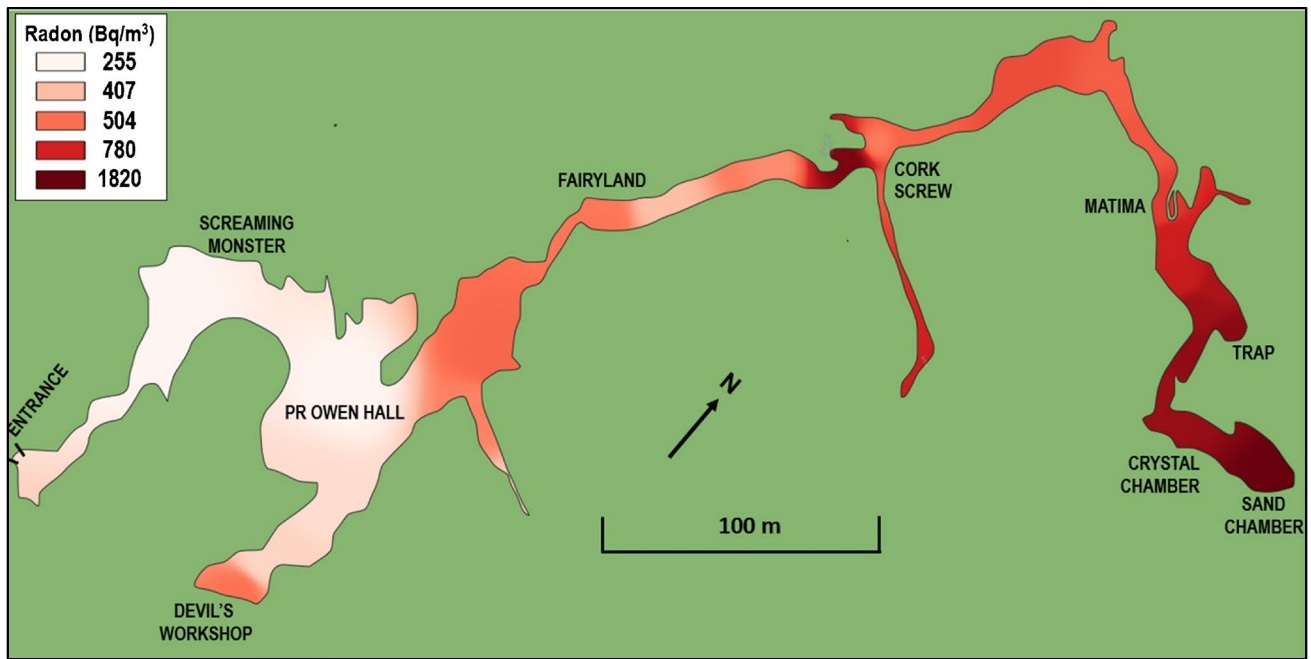 Radon (Bq/m³)
255
407
504
780
1820
SCREAMING
MONSTER
FAIRYLAND
CORK
SCREW
MATIMA
TRAP
ENTRANCE
PR OWEN HALL
N
CRYSTAL
CHAMBER
SAND
CHAMBER
100 m
DEVIL'S
WORKSHOP